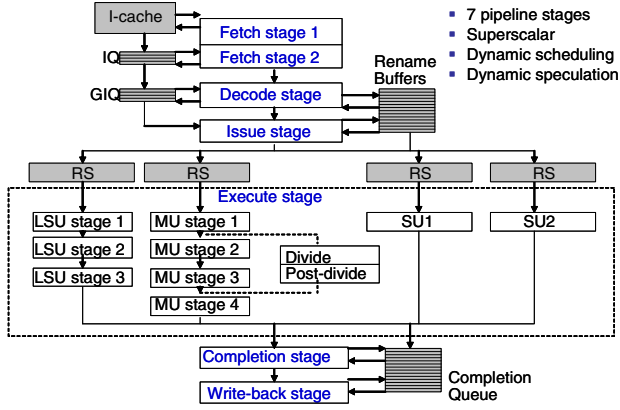 I-cache
Fetch stage 1
IQ
Fetch stage 2
GIQ
Decode stage
Issue stage
Rename
Buffers
7 pipeline stages
Superscalar
Dynamic scheduling
Dynamic speculation
RS
RS
RS
RS
Execute stage
LSU stage 1
LSU stage 2
LSU stage 3
MU stage 1
MU stage 2
MU stage 3
MU stage 4
Divide
Post-divide
SU1
SU2
Completion stage
Write-back stage
Completion
Queue